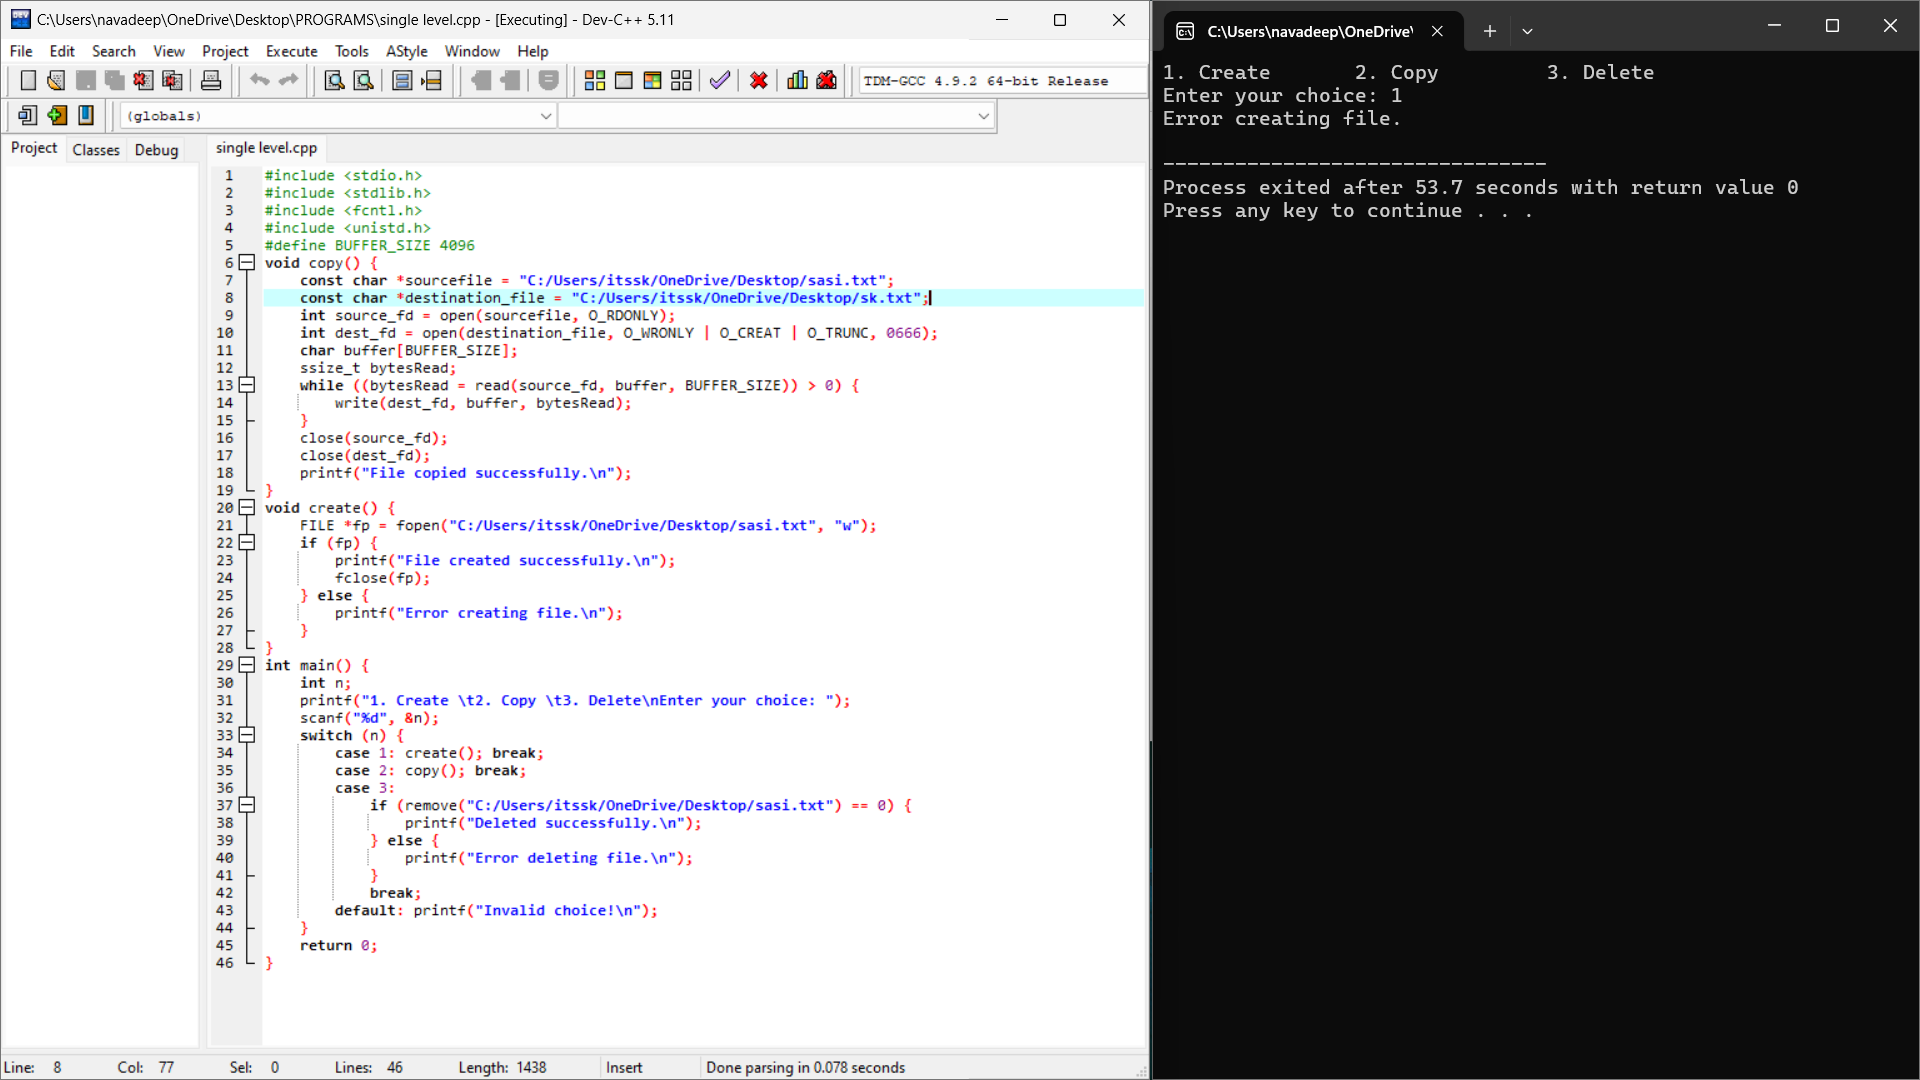 C:\Users\navadeep\OneDrive\Desktop\PROGRAMS\single level.cpp - [Executing] - Dev-C++ 5.11
File Edit Search View Project Execute Tools AStyle Window Help
TDM-GCC 4.9.2 64-bit Release
(globals)
Project Classes Debug
single level.cpp
1 #include <stdio.h>
2 #include <stdlib.h>
3 #include <fcntl.h>
4 #include <unistd.h>
5 #define BUFFER_SIZE 4096
6 void copy() {
7 const char *sourcefile = "C:/Users/itssk/OneDrive/Desktop/sasi.txt";
8 const char *destination_file = "C:/Users/itssk/OneDrive/Desktop/sk.txt";
9 int source_fd = open(sourcefile, O_RDONLY);
10 int dest_fd = open(destination_file, O_WRONLY | O_CREAT | O_TRUNC, 0666);
11 char buffer[BUFFER_SIZE];
12 ssize_t bytesRead;
13 while ((bytesRead = read(source_fd, buffer, BUFFER_SIZE)) > 0) {
14 write(dest_fd, buffer, bytesRead);
15 }
16 close(source_fd);
17 close(dest_fd);
18 printf("File copied successfully.\n");
19 }
20 void create() {
21 FILE *fp = fopen("C:/Users/itssk/OneDrive/Desktop/sasi.txt", "w");
22 if (fp) {
23 printf("File created successfully.\n");
24 fclose(fp);
25 } else {
26 printf("Error creating file.\n");
27 }
28 }
29 int main() {
30 int n;
31 printf("1. Create \t2. Copy \t3. Delete\nEnter your choice: ");
32 scanf("%d", &n);
33 switch (n) {
34 case 1: create(); break;
35 case 2: copy(); break;
36 case 3:
37 if (remove("C:/Users/itssk/OneDrive/Desktop/sasi.txt") == 0) {
38 printf("Deleted successfully.\n");
39 } else {
40 printf("Error deleting file.\n");
41 }
42 break;
43 default: printf("Invalid choice!\n");
44 }
45 return 0;
46 }
Line: 8 Col: 77 Sel: 0 Lines: 46 Length: 1438 Insert Done parsing in 0.078 seconds
C:\Users\navadeep\OneDrive\
1. Create 2. Copy 3. Delete
Enter your choice: 1
Error creating file.
--------------------------------
Process exited after 53.7 seconds with return value 0
Press any key to continue . . .